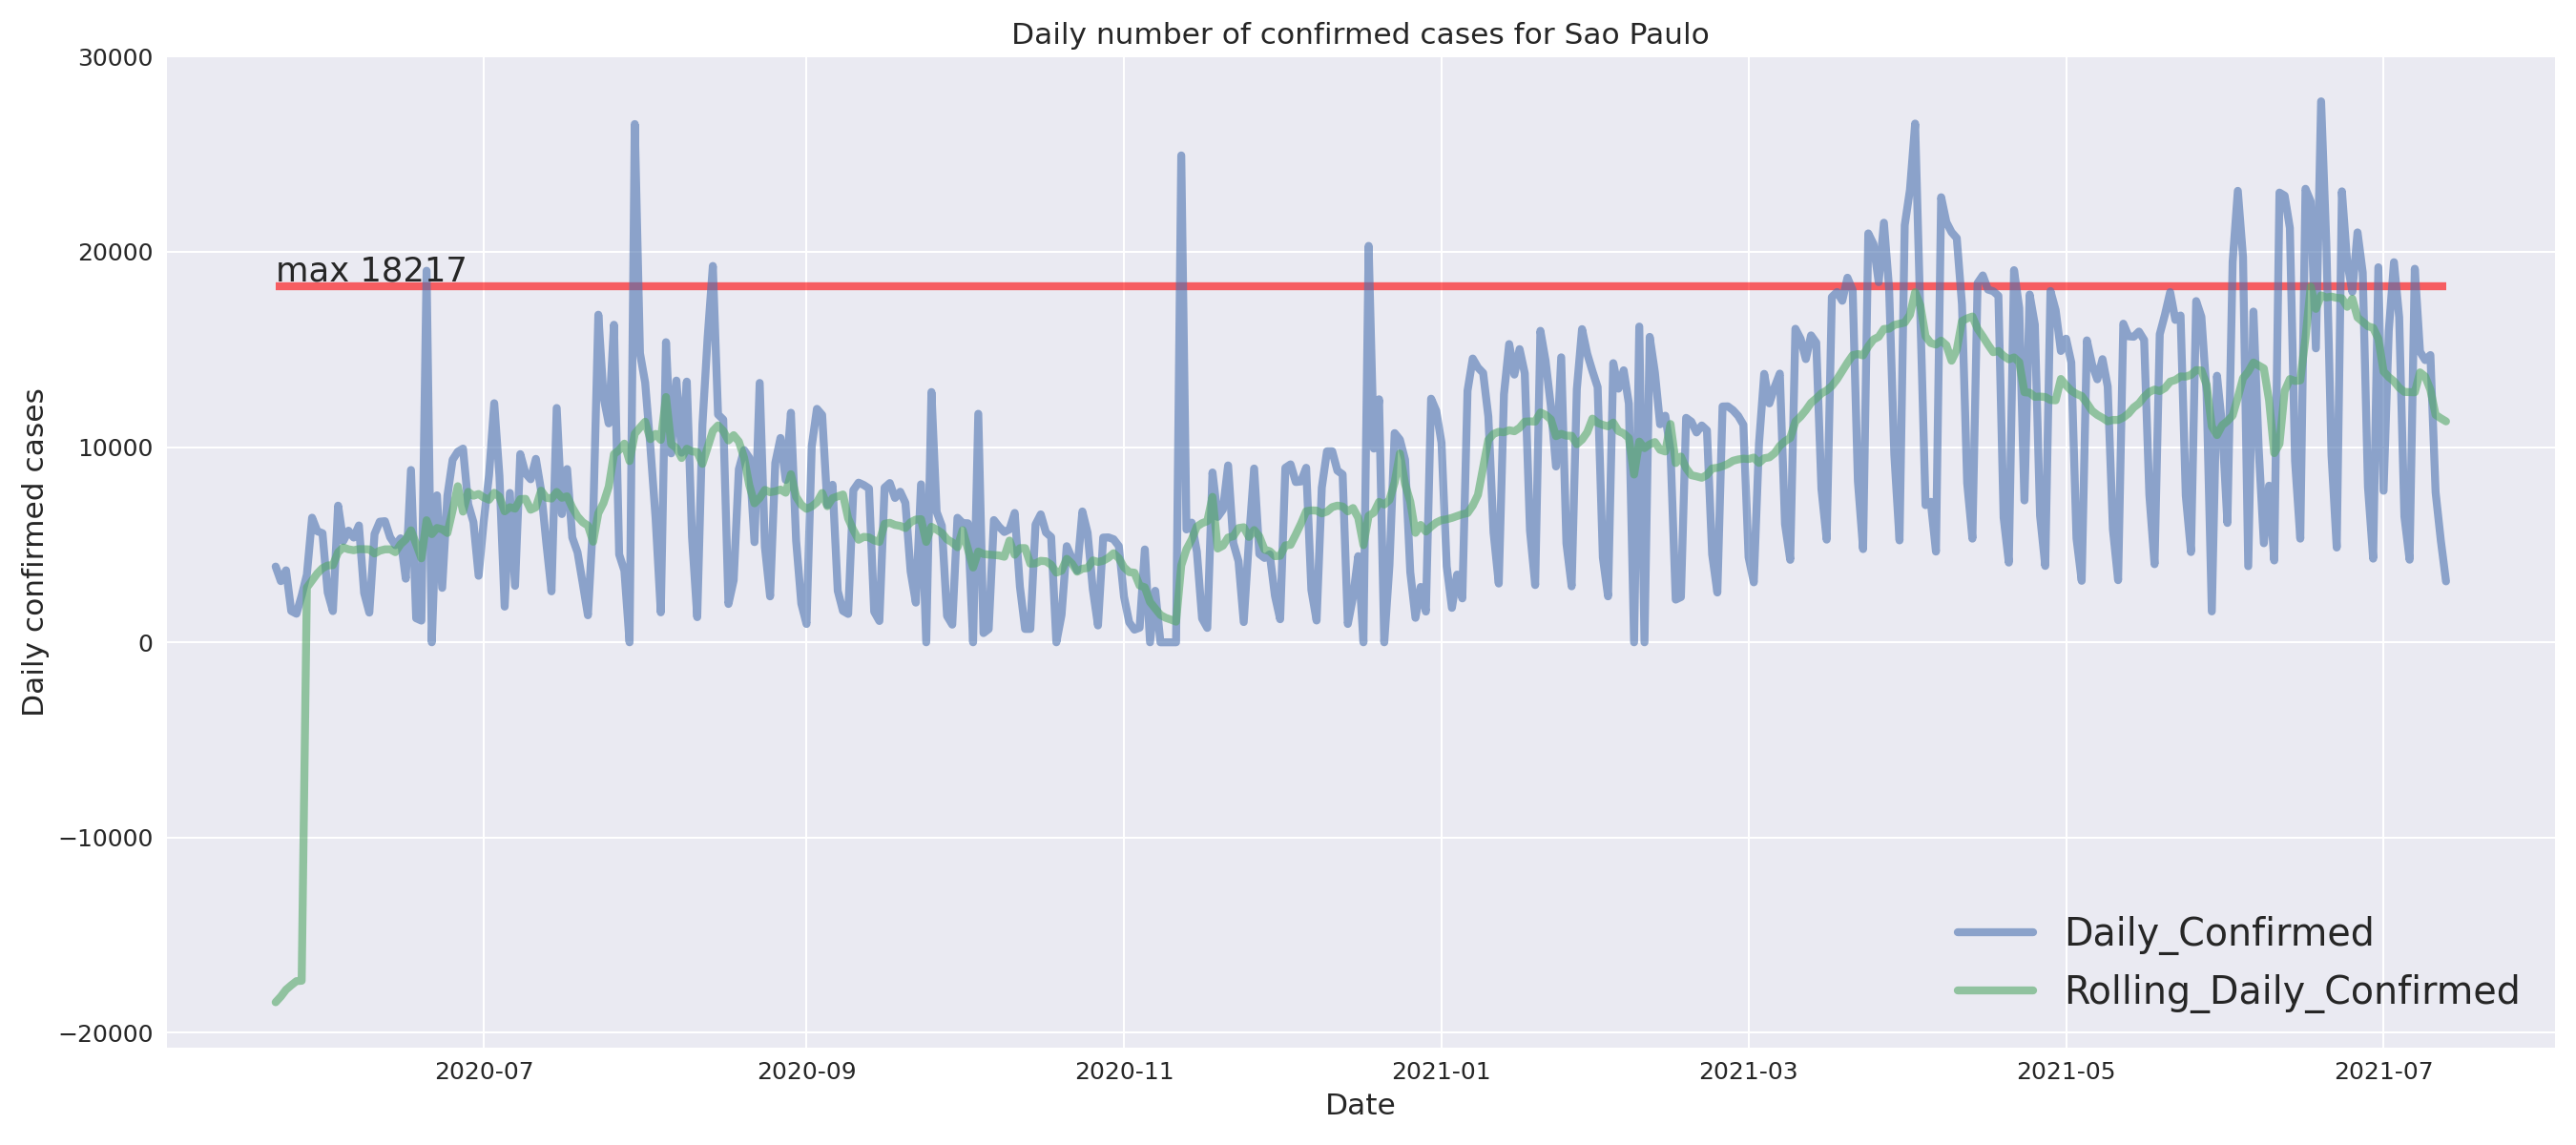 Daily number of confirmed cases for Sao Paulo
30000
20000
10000
0
−10000
−20000
Daily confirmed cases
max 18217
Daily_Confirmed
Rolling_Daily_Confirmed
2020-07
2020-09
2020-11
2021-01
2021-03
2021-05
2021-07
Date